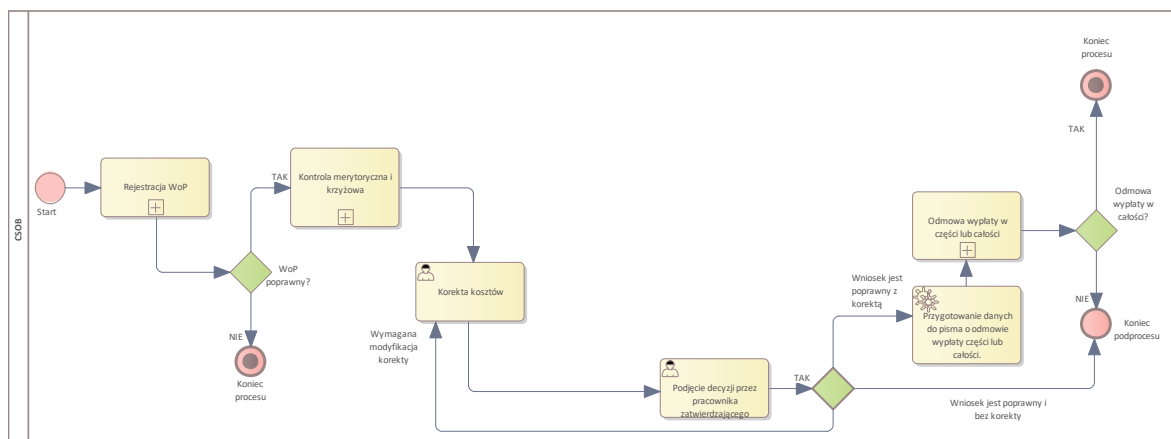 CSOB
Start
Rejestracja WoP
WoP
poprawny?
TAK
NIE
Koniec
procesu
Kontrola merytoryczna i
krzyżowa
Korekta kosztów
Wymagana
modyfikacja
korekty
Podjęcie decyzji przez
pracownika
zatwierdzającego
TAK
Wniosek jest
poprawny z
korektą
Przygotowanie danych
do pisma o odmowie
wypłaty części lub
całości.
Odmowa wypłaty w
części lub całości
Odmowa
wypłaty w
całości?
TAK
Koniec
procesu
NIE
Koniec
podprocesu
Wniosek jest poprawny i
bez korekty